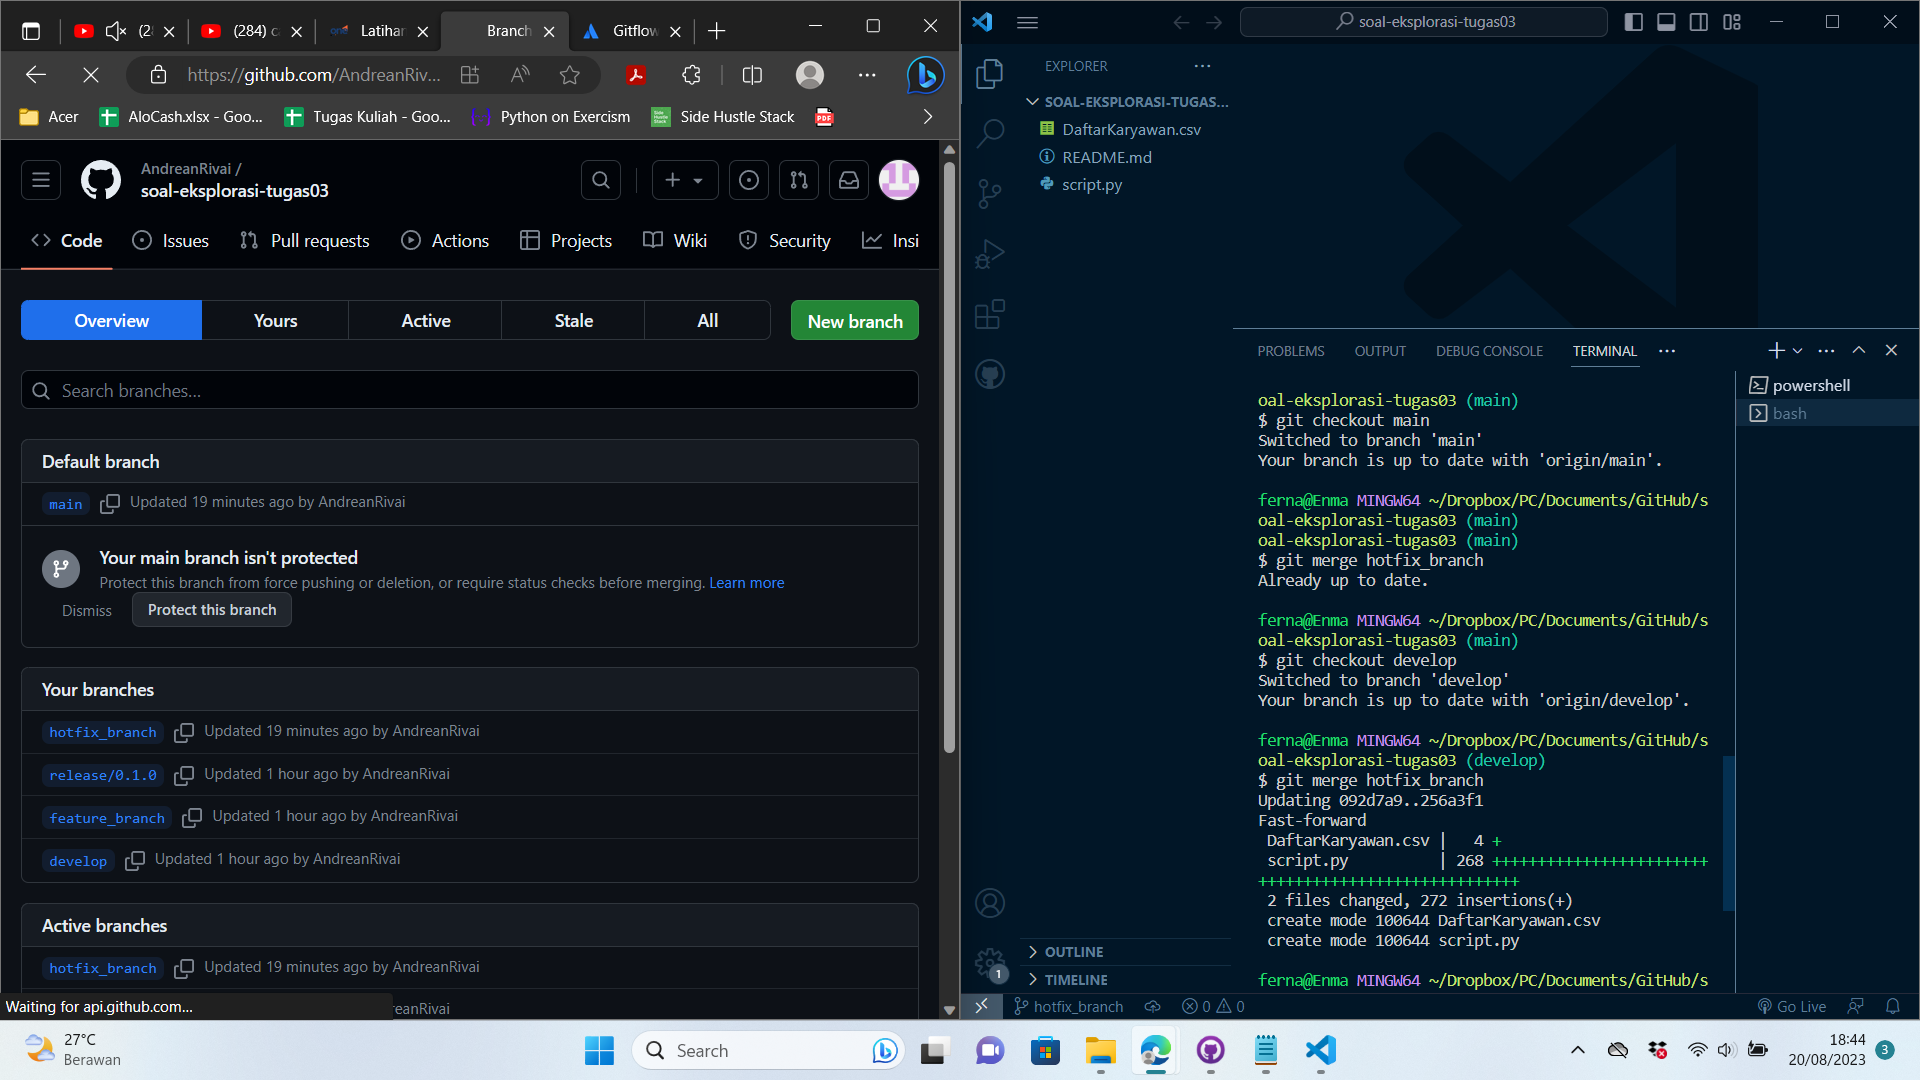 (2
(284) c
Latihar
Branch
Gitflow
https://github.com/AndreanRiv...
Acer
AloCash.xlsx - Goo...
Tugas Kuliah - Goo...
Python on Exercism
Side Hustle Stack
PDF
AndreanRivai /
soal-eksplorasi-tugas03
Code
Issues
Pull requests
Actions
Projects
Wiki
Security
Insi
Overview
Yours
Active
Stale
All
New branch
Search branches...
Default branch
main
Updated 19 minutes ago by AndreanRivai
Your main branch isn't protected
Protect this branch from force pushing or deletion, or require status checks before merging. Learn more
Dismiss
Protect this branch
Your branches
hotfix_branch
Updated 19 minutes ago by AndreanRivai
release/0.1.0
Updated 1 hour ago by AndreanRivai
feature_branch
Updated 1 hour ago by AndreanRivai
develop
Updated 1 hour ago by AndreanRivai
Active branches
hotfix_branch
Updated 19 minutes ago by AndreanRivai
reanRivai
Waiting for api.github.com...
soal-eksplorasi-tugas03
EXPLORER
SOAL-EKSPLORASI-TUGAS...
DaftarKaryawan.csv
README.md
script.py
OUTLINE
TIMELINE
1
PROBLEMS
OUTPUT
DEBUG CONSOLE
TERMINAL
powershell
bash
oal-eksplorasi-tugas03 (main)
$ git checkout main
Switched to branch 'main'
Your branch is up to date with 'origin/main'.
ferna@Enma MINGW64 ~/Dropbox/PC/Documents/GitHub/s
oal-eksplorasi-tugas03 (main)
oal-eksplorasi-tugas03 (main)
$ git merge hotfix_branch
Already up to date.
ferna@Enma MINGW64 ~/Dropbox/PC/Documents/GitHub/s
oal-eksplorasi-tugas03 (main)
$ git checkout develop
Switched to branch 'develop'
Your branch is up to date with 'origin/develop'.
ferna@Enma MINGW64 ~/Dropbox/PC/Documents/GitHub/s
oal-eksplorasi-tugas03 (develop)
$ git merge hotfix_branch
Updating 092d7a9..256a3f1
Fast-forward
DaftarKaryawan.csv |   4 +
script.py          | 268 ++++++++++++++++++++++++
+++++++++++++++++++++++++++++
2 files changed, 272 insertions(+)
create mode 100644 DaftarKaryawan.csv
create mode 100644 script.py
ferna@Enma MINGW64 ~/Dropbox/PC/Documents/GitHub/s
hotfix_branch
0
0
Go Live
27°C
Berawan
Search
18:44
20/08/2023
3